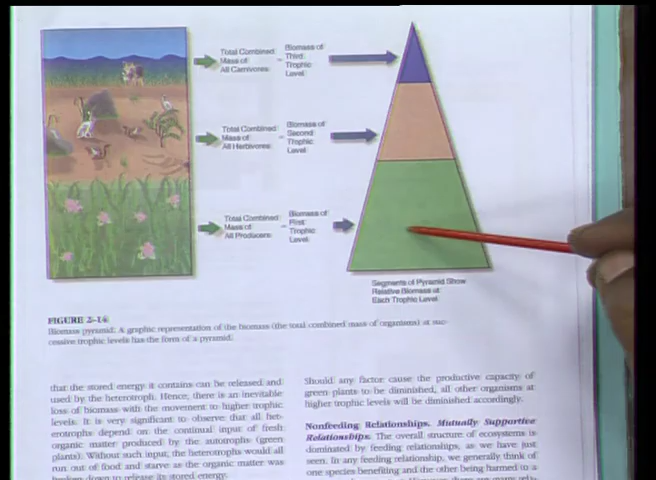 Total Combined
Mass of
All Carnivores
=
Biomass of
Third
Trophic
Level
Total Combined
Mass of
All Herbivores
=
Biomass of
Second
Trophic
Level
Total Combined
Mass of
All Producers
=
Biomass of
First
Trophic
Level
Segments of Pyramid Show
Relative Biomass at
Each Trophic Level
FIGURE 2–14
Biomass pyramid: A graphic representation of the biomass (the total combined mass of organisms) at suc-
cessive trophic levels has the form of a pyramid.
that the stored energy it contains can be released and
used by the heterotroph. Hence, there is an inevitable
loss of biomass with the movement to higher trophic
levels. It is very significant to observe that all het-
erotrophs depend on the continual input of fresh
organic matter produced by the autotrophs (green
plants). Without such input, the heterotrophs would all
run out of food and starve as the organic matter was
broken down to release its stored energy.
Should any factor cause the productive capacity of
green plants to be diminished, all other organisms at
higher trophic levels will be diminished accordingly.
Nonfeeding Relationships. Mutually Supportive
Relationships. The overall structure of ecosystems is
dominated by feeding relationships, as we have just
seen. In any feeding relationship, we generally think of
one species benefiting and the other being harmed to a